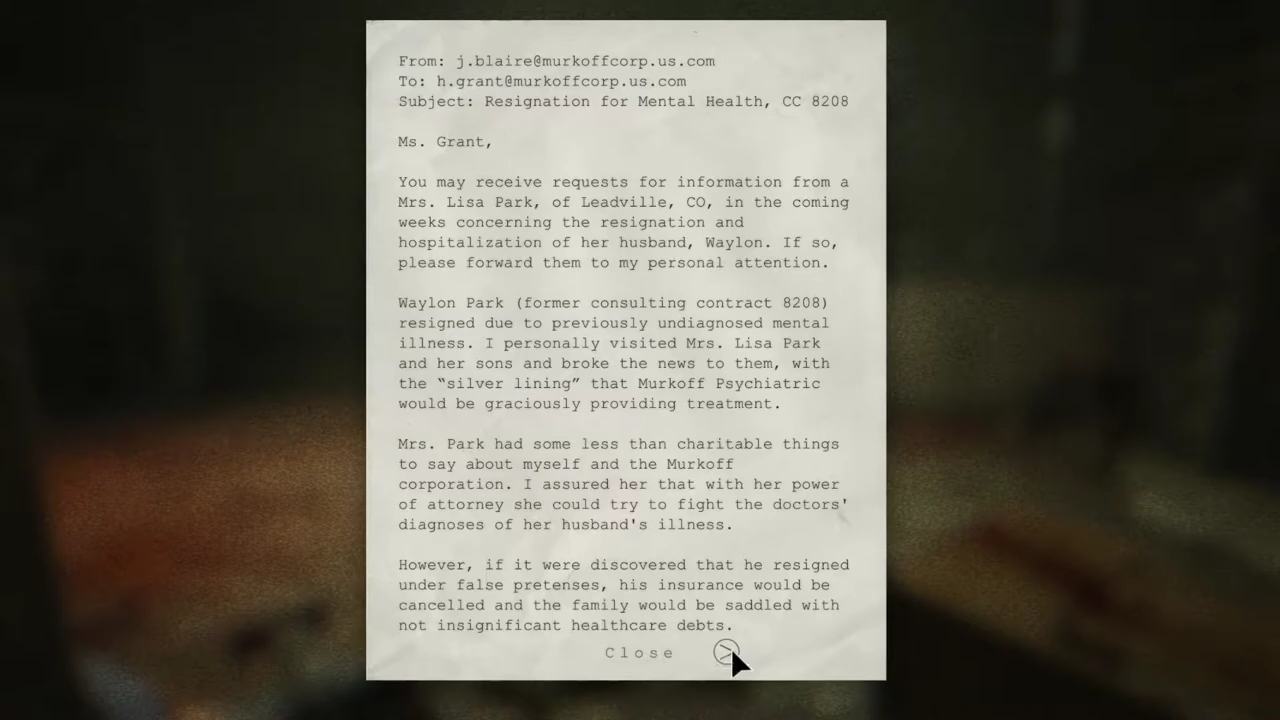 From: j.blaire@murkoffcorp.us.com
To: h.grant@murkoffcorp.us.com
Subject: Resignation for Mental Health, CC 8208
Ms. Grant,
You may receive requests for information from a
Mrs. Lisa Park, of Leadville, CO, in the coming
weeks concerning the resignation and
hospitalization of her husband, Waylon. If so,
please forward them to my personal attention.
Waylon Park (former consulting contract 8208)
resigned due to previously undiagnosed mental
illness. I personally visited Mrs. Lisa Park
and her sons and broke the news to them, with
the “silver lining” that Murkoff Psychiatric
would be graciously providing treatment.
Mrs. Park had some less than charitable things
to say about myself and the Murkoff
corporation. I assured her that with her power
of attorney she could try to fight the doctors'
diagnoses of her husband's illness.
However, if it were discovered that he resigned
under false pretenses, his insurance would be
cancelled and the family would be saddled with
not insignificant healthcare debts.
Close >